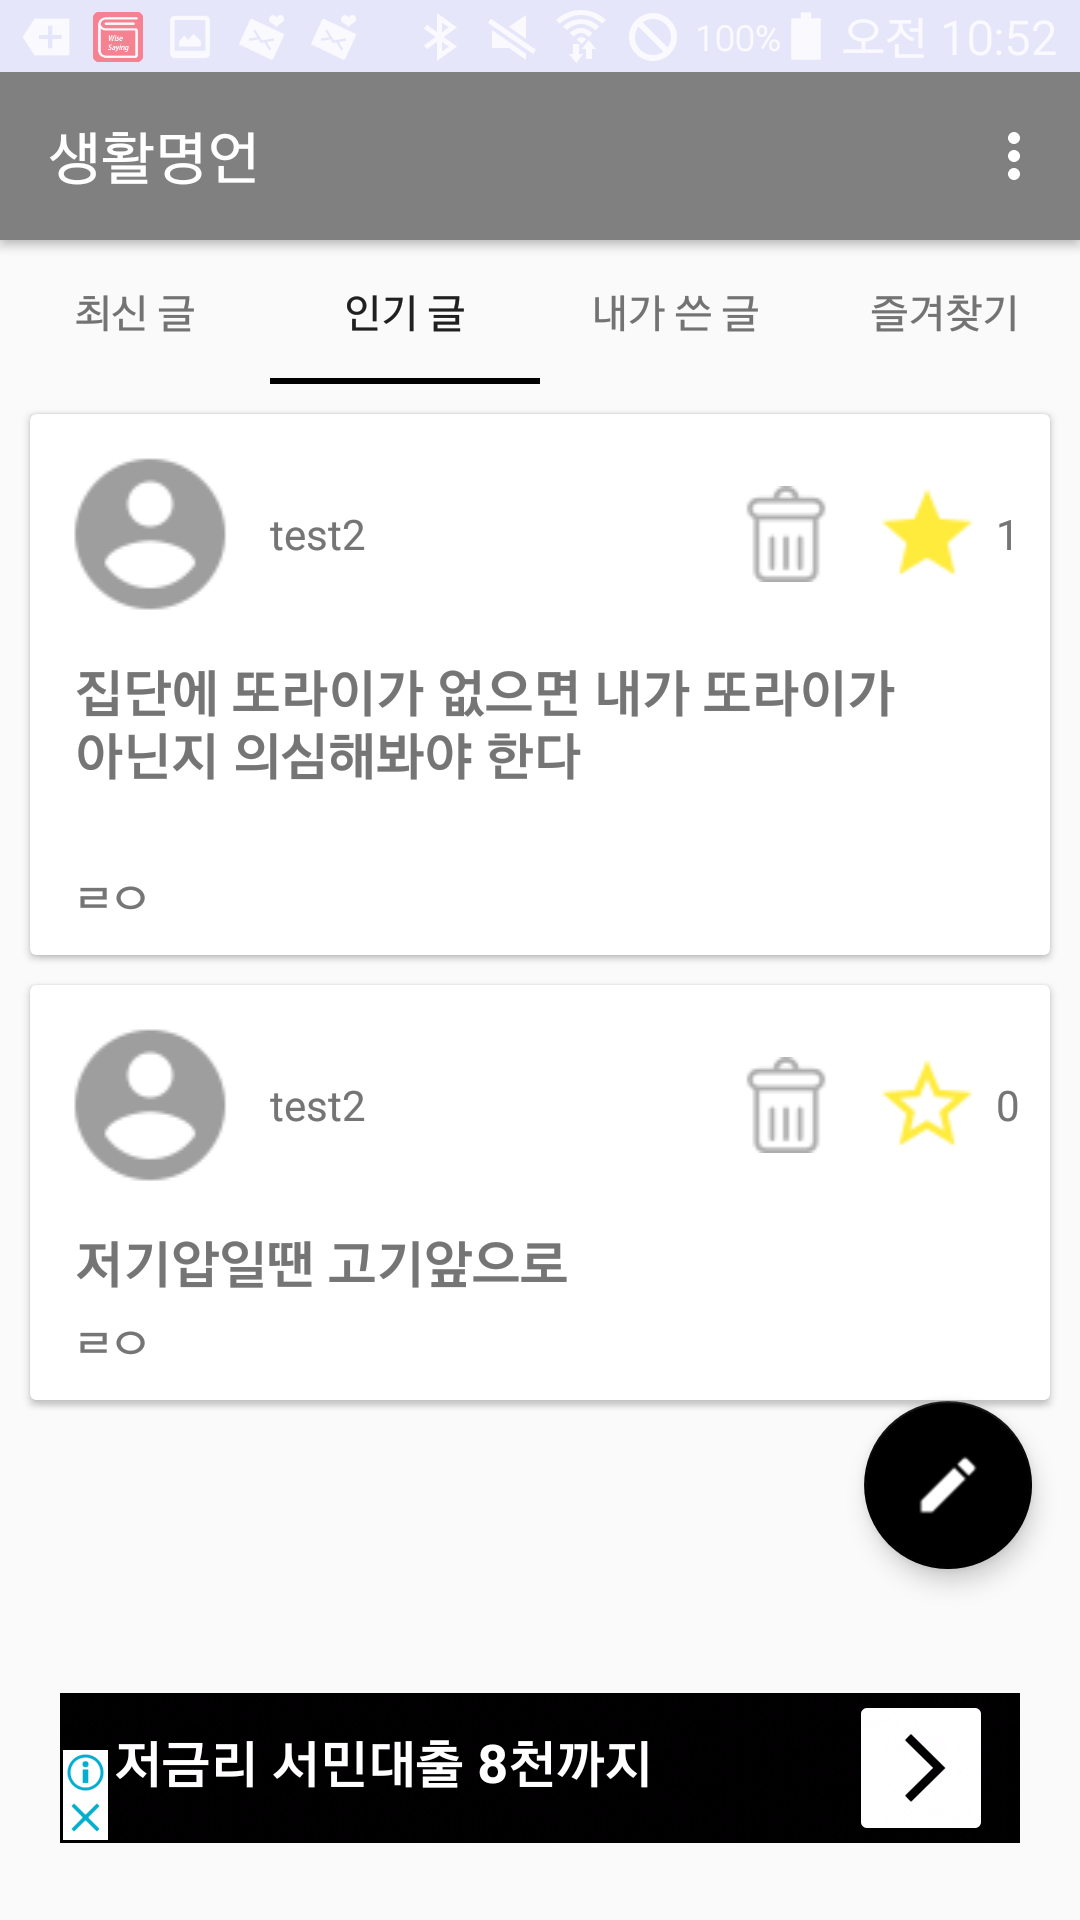 Wise
Saying
100%
오전 10:52
생활명언
최신 글
인기 글
내가 쓴 글
즐겨찾기
test2
1
집단에 또라이가 없으면 내가 또라이가
아닌지 의심해봐야 한다
ㄹㅇ
test2
0
저기압일땐 고기앞으로
ㄹㅇ
저금리 서민대출 8천까지